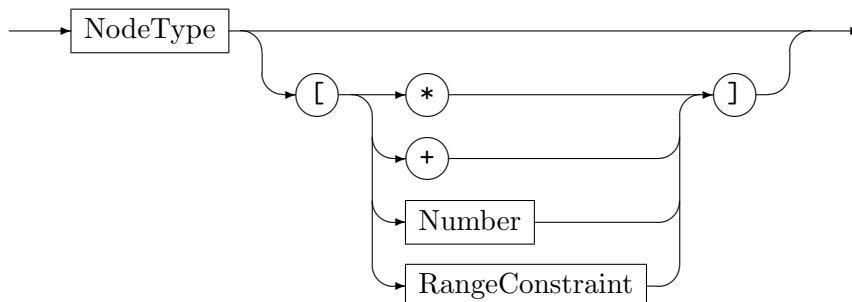 NodeType
[ * ]
+
Number
RangeConstraint